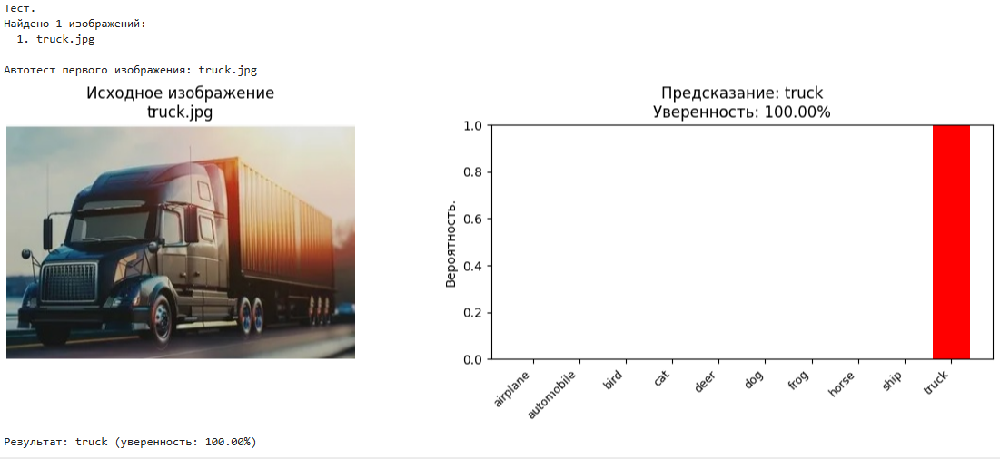 Тест.
Найдено 1 изображений:
1. truck.jpg
Автотест первого изображения: truck.jpg
Исходное изображение
truck.jpg
Предсказание: truck
Уверенность: 100.00%
Вероятность.
1.0
0.8
0.6
0.4
0.2
0.0
airplane
automobile
bird
cat
deer
dog
frog
horse
ship
truck
Результат: truck (уверенность: 100.00%)